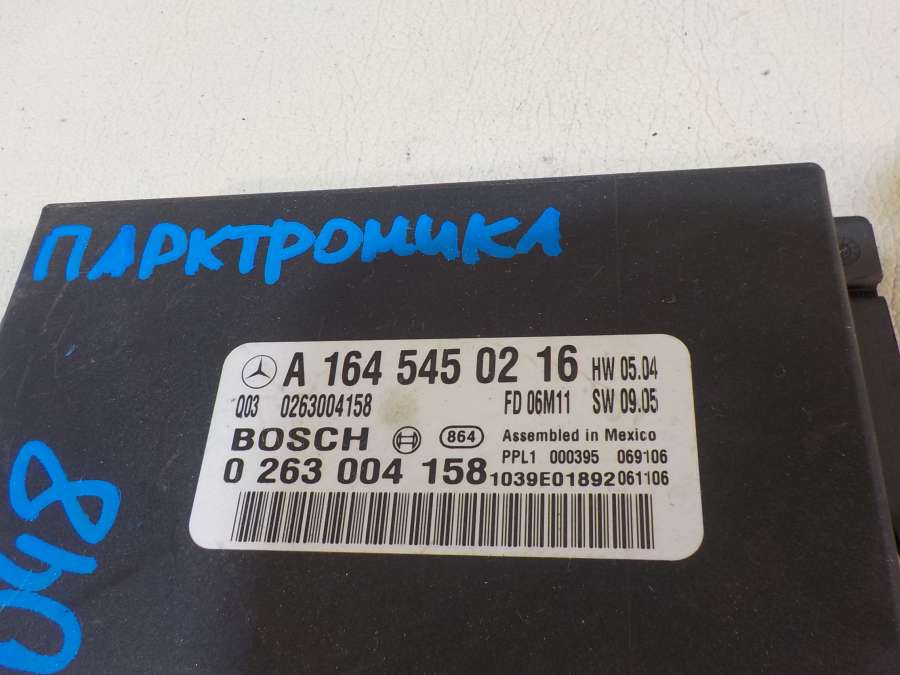 ПАРКТРОНИКА
A 164 545 02 16 HW 05.04
Q03 0263004158 FD 06M11 SW 09.05
BOSCH 864 Assembled in Mexico
PPL1 000395 069106
0 263 004 158 1039E01892 061106